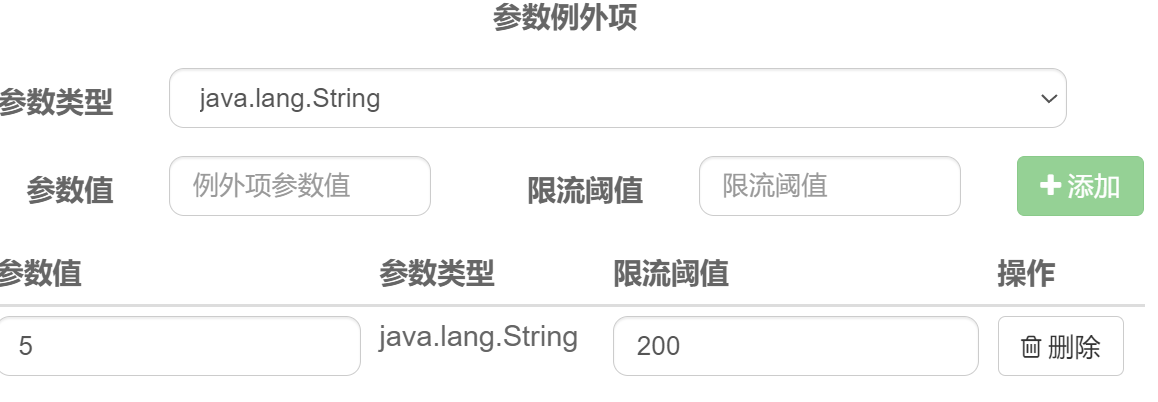 参数例外项
参数类型 java.lang.String
参数值 例外项参数值 限流阈值 限流阈值 添加
参数值 参数类型 限流阈值 操作
5 java.lang.String 200 删除